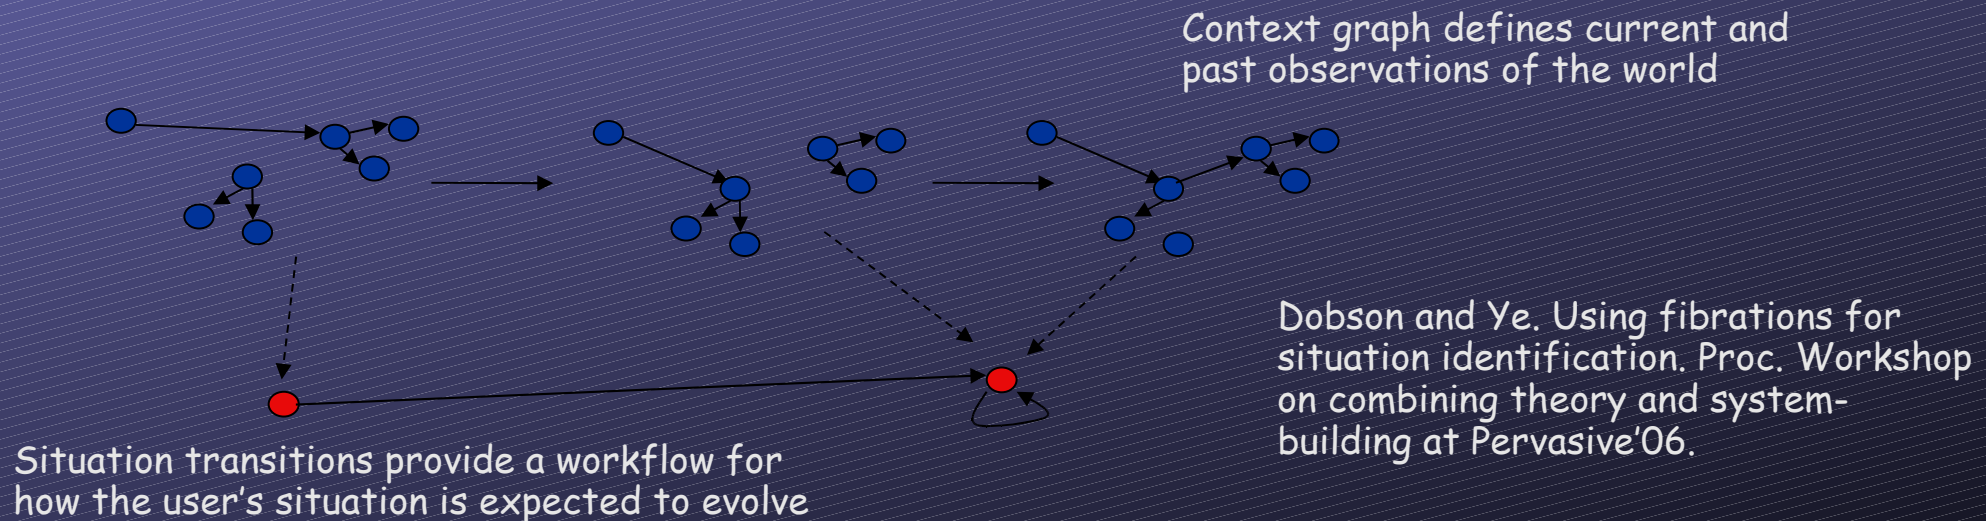 Context graph defines current and
past observations of the world
Dobson and Ye. Using fibrations for
situation identification. Proc. Workshop
on combining theory and system-
building at Pervasive’06.
Situation transitions provide a workflow for
how the user’s situation is expected to evolve